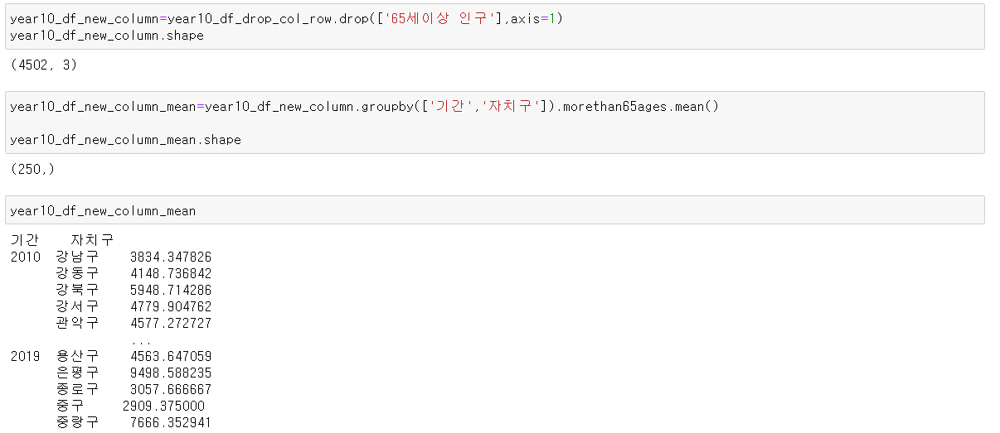 year10_df_new_column=year10_df_drop_col_row.drop(['65세이상 인구'],axis=1)
year10_df_new_column.shape
(4502, 3)
year10_df_new_column_mean=year10_df_new_column.groupby(['기간','자치구']).morethan65ages.mean()
year10_df_new_column_mean.shape
(250,)
year10_df_new_column_mean
기간 자치구
2010 강남구 3834.347826
강동구 4148.736842
강북구 5948.714286
강서구 4779.904762
관악구 4577.272727
...
2019 용산구 4563.647059
은평구 9498.588235
종로구 3057.666667
중구 2909.375000
중랑구 7666.352941